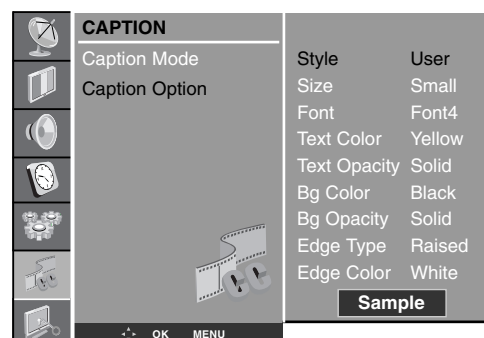 CAPTION
Caption Mode
Caption Option
Style User
Size Small
Font Font4
Text Color Yellow
Text Opacity Solid
Bg Color Black
Bg Opacity Solid
Edge Type Raised
Edge Color White
Sample
CC
OK MENU